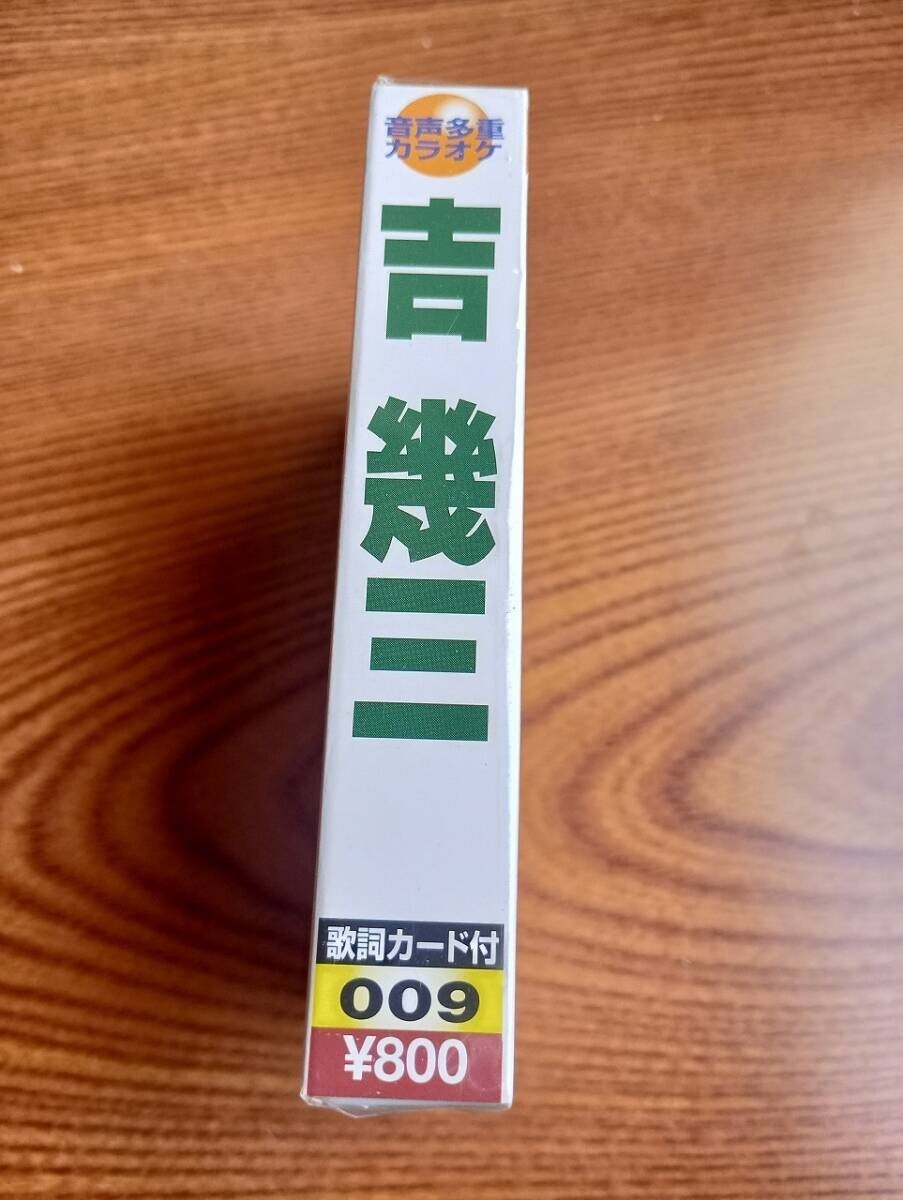 音声多重
カラオケ
吉 幾三
歌詞カード付
009
¥800